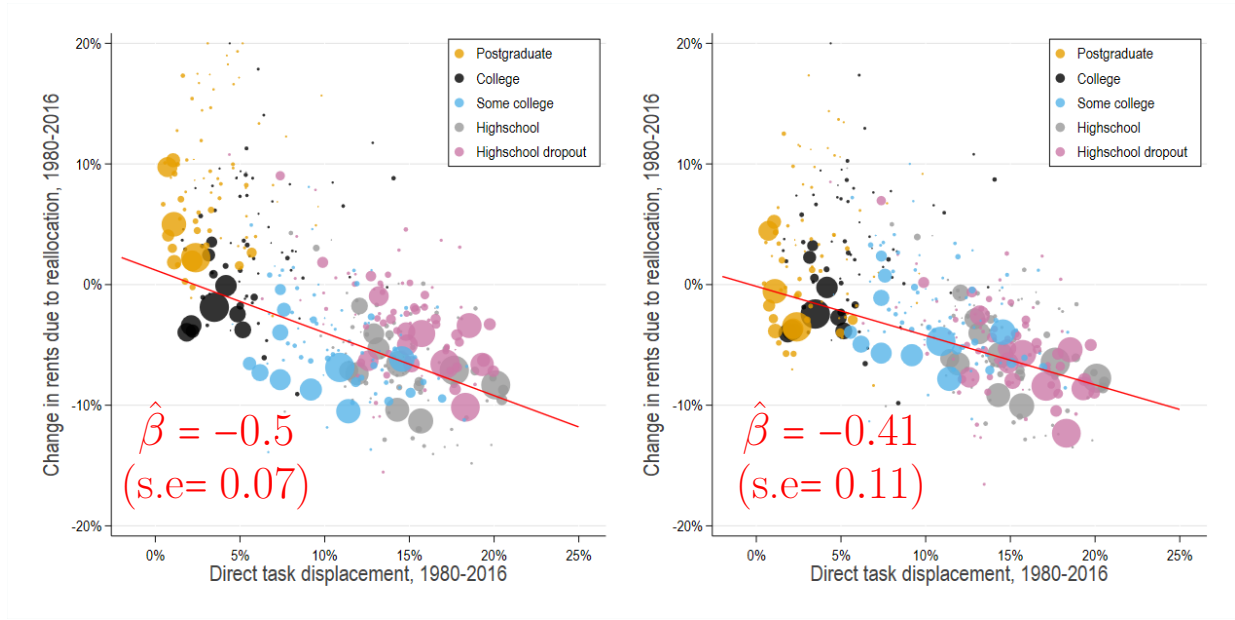 Change in rents due to reallocation, 1980-2016
20%
10%
0%
-10%
-20%
Postgraduate
College
Some college
Highschool
Highschool dropout
β̂ = −0.5
(s.e= 0.07)
0% 5% 10% 15% 20% 25%
Direct task displacement, 1980-2016
Change in rents due to reallocation, 1980-2016
20%
10%
0%
-10%
-20%
Postgraduate
College
Some college
Highschool
Highschool dropout
β̂ = −0.41
(s.e= 0.11)
0% 5% 10% 15% 20% 25%
Direct task displacement, 1980-2016